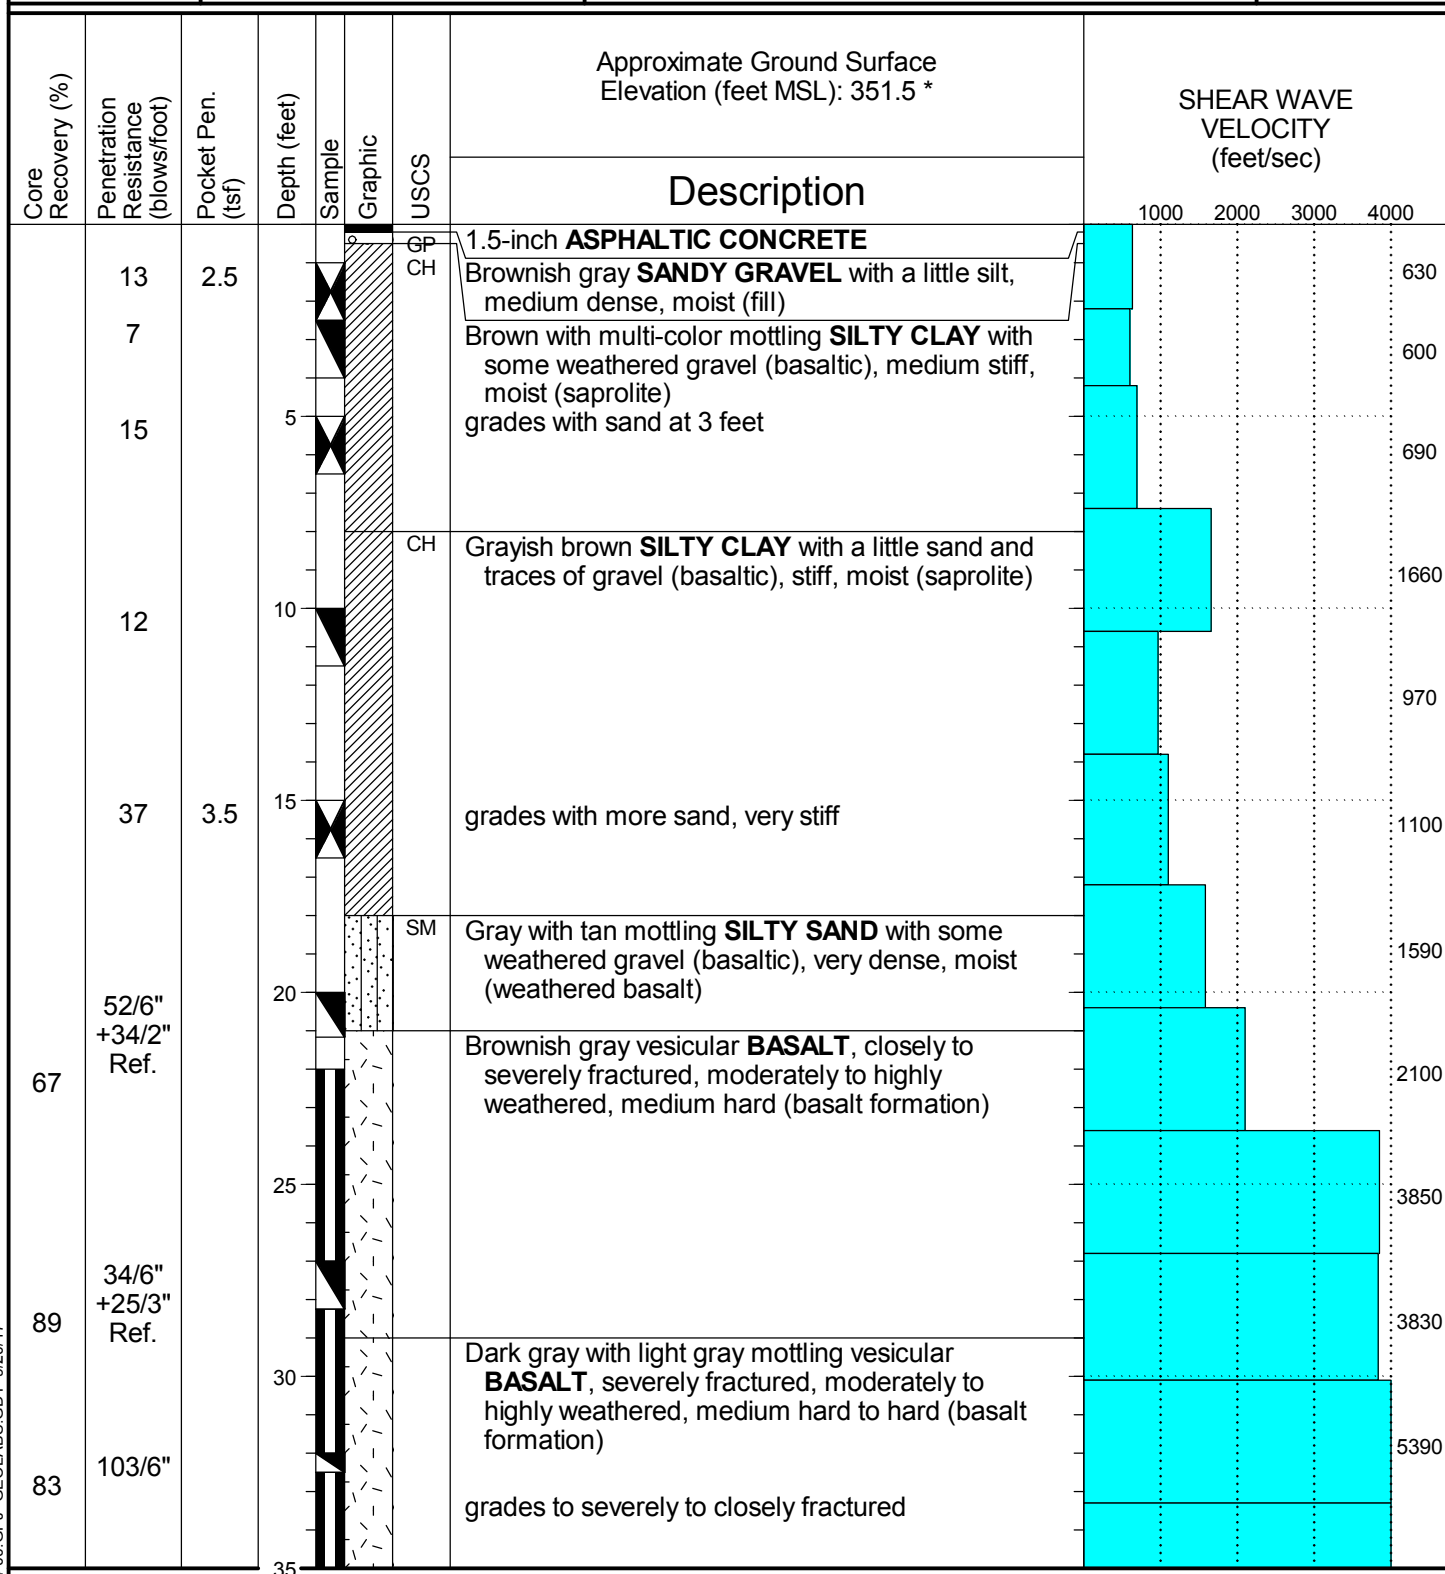 Core
Recovery (%)
Penetration
Resistance
(blows/foot)
Pocket Pen.
(tsf)
Depth (feet)
Sample
Graphic
USCS
Approximate Ground Surface
Elevation (feet MSL): 351.5 *
Description
SHEAR WAVE
VELOCITY
(feet/sec)
1000 2000 3000 4000
GP
1.5-inch ASPHALTIC CONCRETE
13 2.5
CH
Brownish gray SANDY GRAVEL with a little silt,
medium dense, moist (fill)
630
7
Brown with multi-color mottling SILTY CLAY with
some weathered gravel (basaltic), medium stiff,
moist (saprolite)
600
5
15
grades with sand at 3 feet
690
CH
Grayish brown SILTY CLAY with a little sand and
traces of gravel (basaltic), stiff, moist (saprolite)
1660
10
12
970
15
37 3.5
grades with more sand, very stiff
1100
SM
Gray with tan mottling SILTY SAND with some
weathered gravel (basaltic), very dense, moist
(weathered basalt)
1590
20
52/6"
+34/2"
Ref.
67
Brownish gray vesicular BASALT, closely to
severely fractured, moderately to highly
weathered, medium hard (basalt formation)
2100
25
3850
34/6"
+25/3"
Ref.
89
3830
30
Dark gray with light gray mottling vesicular
BASALT, severely fractured, moderately to
highly weathered, medium hard to hard (basalt
formation)
5390
103/6"
83
grades to severely to closely fractured
35